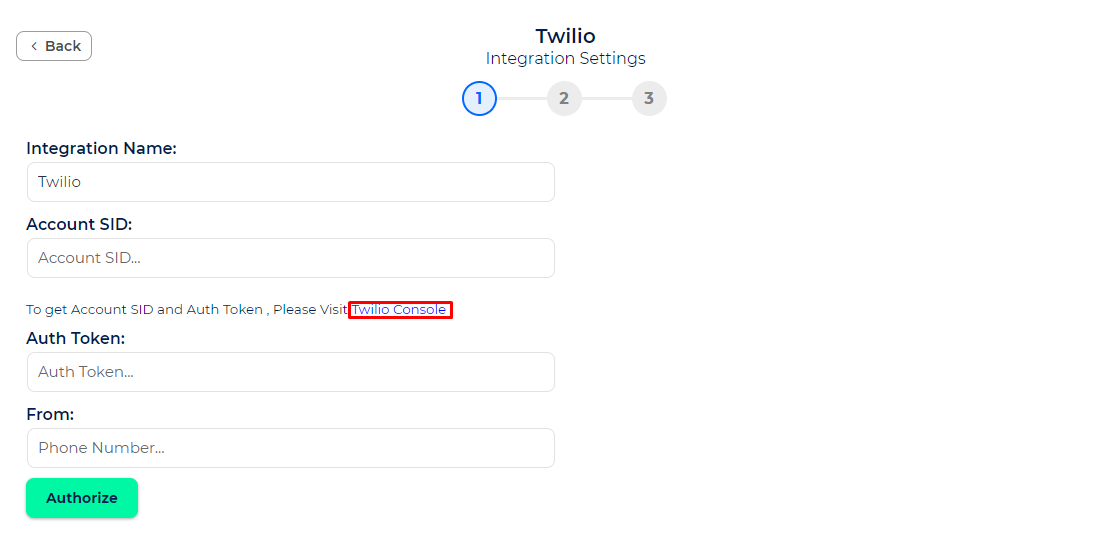 Back
Twilio
Integration Settings
1 2 3
Integration Name:
Twilio
Account SID:
Account SID...
To get Account SID and Auth Token , Please Visit Twilio Console
Auth Token:
Auth Token...
From:
Phone Number...
Authorize